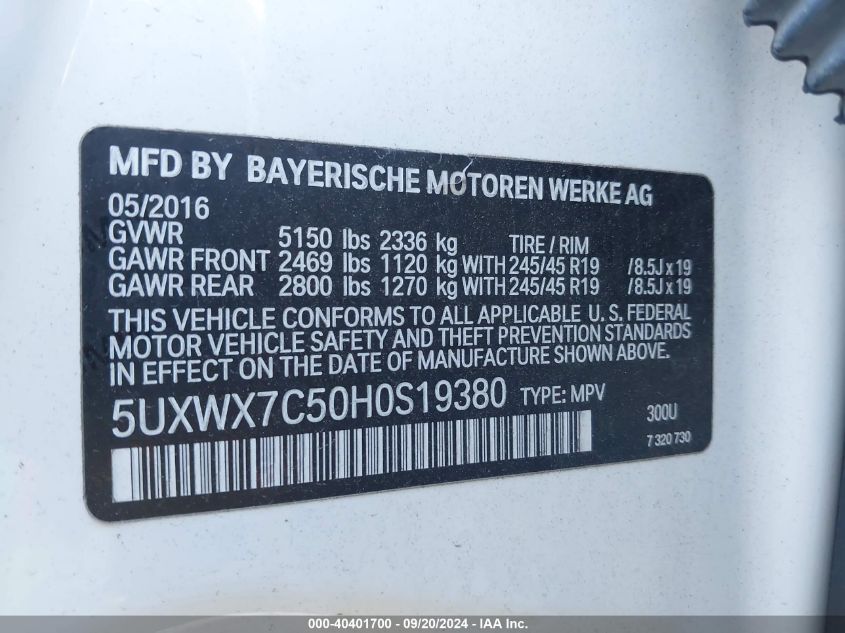 MFD BY BAYERISCHE MOTOREN WERKE AG
05/2016
GVWR 5150 lbs 2336 kg TIRE / RIM
GAWR FRONT 2469 lbs 1120 kg WITH 245/45 R19 /8.5J x 19
GAWR REAR 2800 lbs 1270 kg WITH 245/45 R19 /8.5J x 19
THIS VEHICLE CONFORMS TO ALL APPLICABLE U. S. FEDERAL
MOTOR VEHICLE SAFETY AND THEFT PREVENTION STANDARDS
IN EFFECT ON THE DATE OF MANUFACTURE SHOWN ABOVE.
5UXWX7C50H0S19380 TYPE: MPV 300U
7 320 730
000-40401700 - 09/20/2024 - IAA Inc.